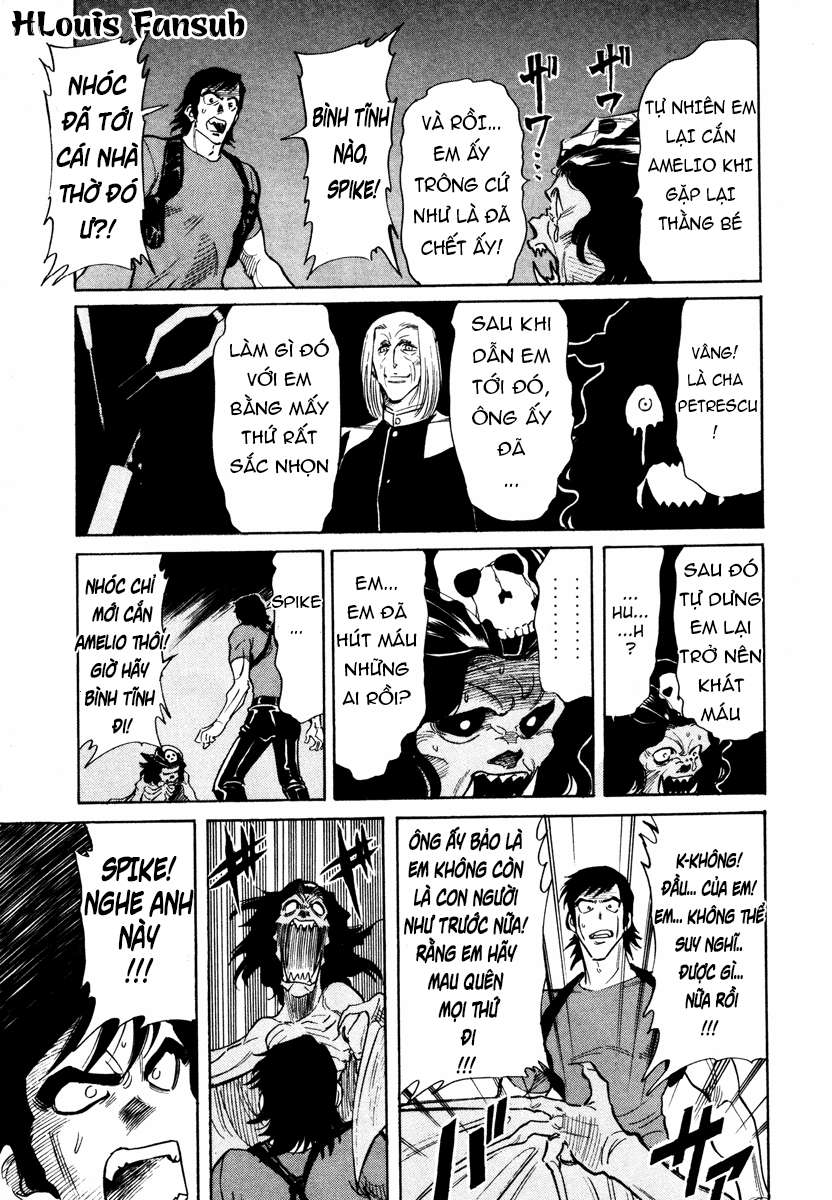 HLouis Fansub
TỰ NHIÊN EM
LẠI CẮN
AMELIO KHI
GẶP LẠI
THẰNG BÉ
ザワ……
ザワ
VÀ RỒI...
EM ẤY
TRÔNG CỨ
NHƯ LÀ ĐÃ
CHẾT ẤY!
BÌNH TĨNH
NÀO,
SPIKE!
NHÓC
ĐÃ TỚI
CÁI NHÀ
THỜ ĐÓ
Ư?!
VÂNG!
LÀ CHA
PETRESCU
!
SAU KHI
DẪN EM
TỚI ĐÓ,
ÔNG ẤY
ĐÃ
...
LÀM GÌ ĐÓ
VỚI EM
BẰNG MẤY
THỨ RẤT
SẮC NHỌN
SAU ĐÓ
TỰ DƯNG
EM LẠI
TRỞ NÊN
KHÁT
MÁU
...
HU...
...H
?
EM...
EM ĐÃ
HÚT MÁU
NHỮNG
AI RỒI?
SPIKE
...
NHÓC CHỈ
MỚI CẮN
AMELIO THÔI!
GIỜ HÃY
BÌNH TĨNH
ĐI!
K-KHÔNG!
ĐẦU... CỦA EM!
EM... KHÔNG THỂ
SUY NGHĨ..
ĐƯỢC GÌ...
NỮA RỒI
!!!
ÔNG ẤY BẢO LÀ
EM KHÔNG CÒN
LÀ CON NGƯỜI
NHƯ TRƯỚC NỮA!
RẰNG EM HÃY
MAU QUÊN
MỌI THỨ
ĐI
!!!
SPIKE!
NGHE ANH
NÀY
!!!